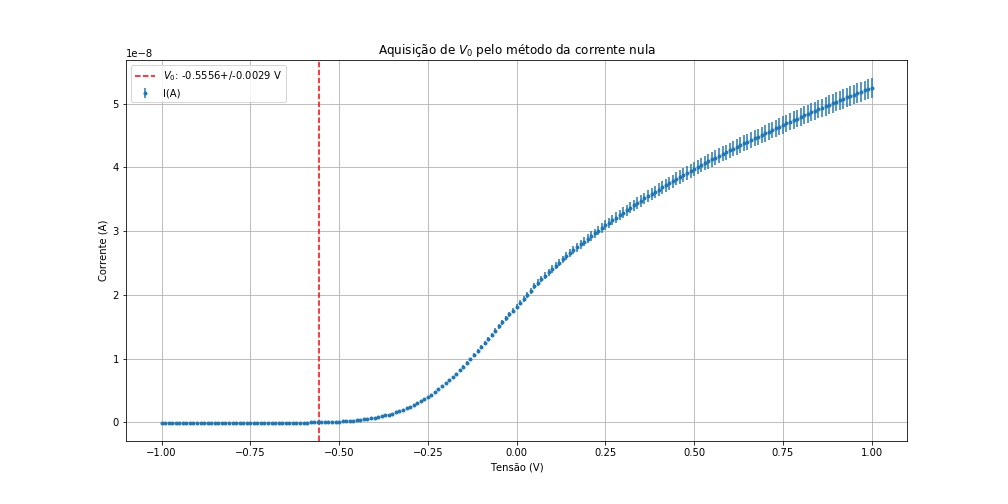 Aquisição de V₀ pelo método da corrente nula
1e−8
V₀: -0.5556+/-0.0029 V
I(A)
5
4
3
2
1
0
Corrente (A)
−1.00 −0.75 −0.50 −0.25 0.00 0.25 0.50 0.75 1.00
Tensão (V)